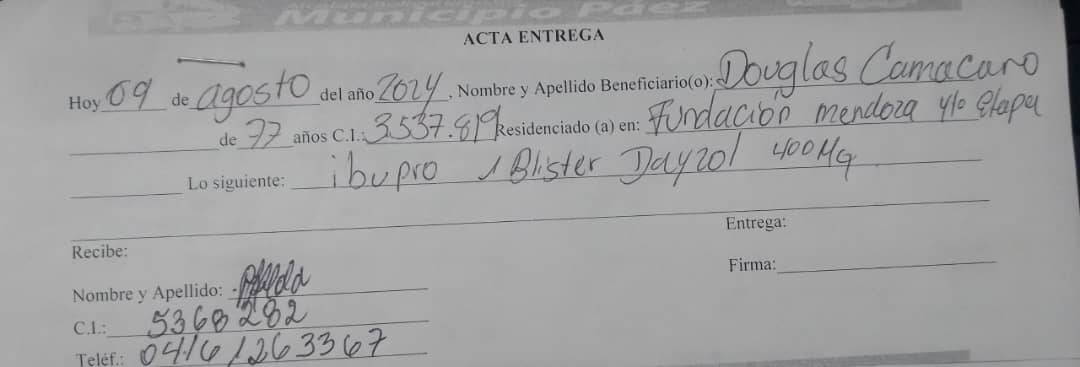 Municipio Páez
ACTA ENTREGA
Hoy 09 de agosto del año 2024, Nombre y Apellido Beneficiario(o): Douglas Camacaro
de 77 años C.I.: 3537.819 Residenciado (a) en: Fundación mendoza y/o etapa
Lo siguiente: ibupro 1 Blister Dayzol 400Mg
Recibe:
Entrega:
Nombre y Apellido:
Firma:
C.I.: 5368282
Teléf.: 0416 1263367